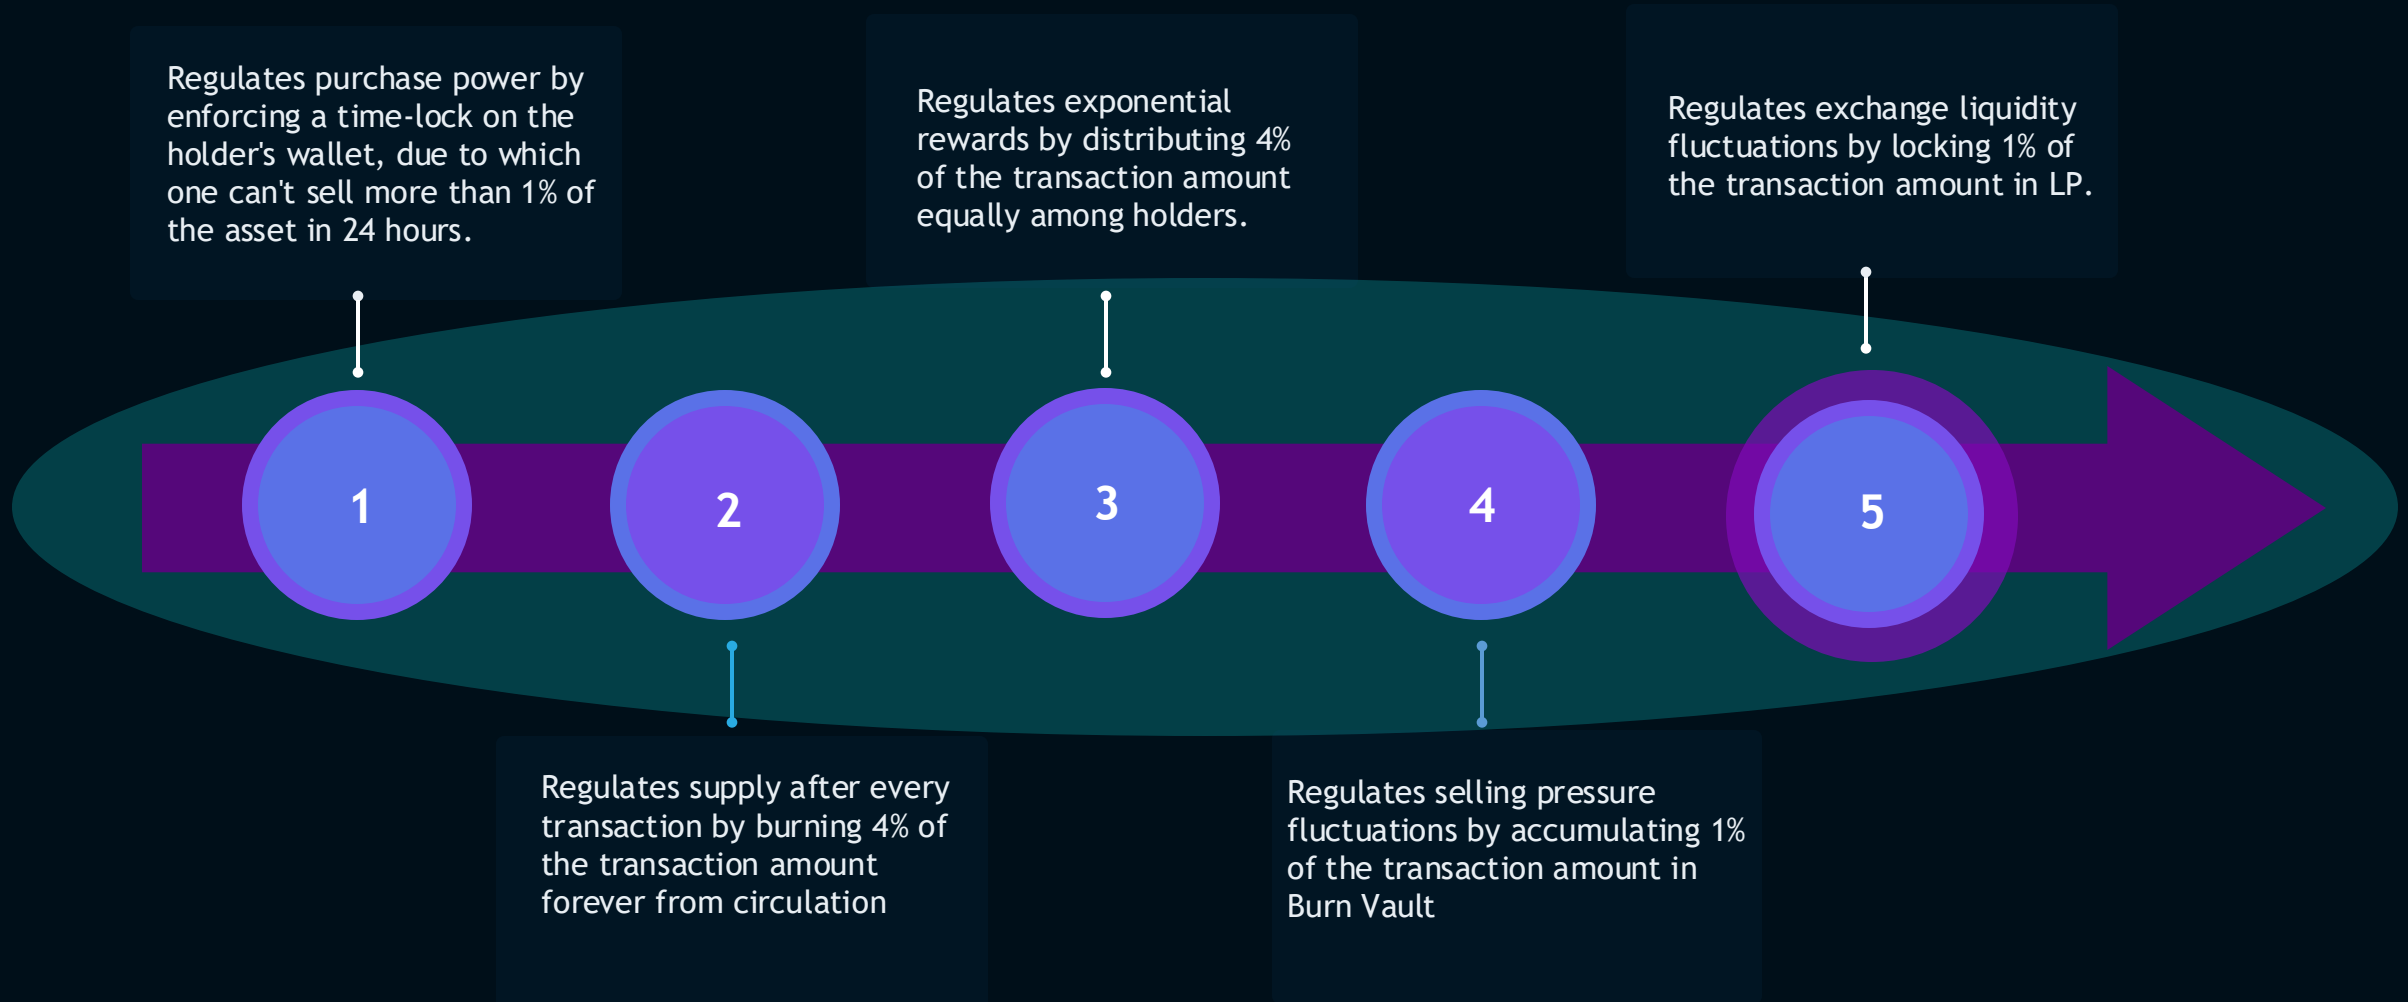 Regulates purchase power by
enforcing a time-lock on the
holder's wallet, due to which
one can't sell more than 1% of
the asset in 24 hours.
Regulates exponential
rewards by distributing 4%
of the transaction amount
equally among holders.
Regulates exchange liquidity
fluctuations by locking 1% of
the transaction amount in LP.
1
2
3
4
5
Regulates supply after every
transaction by burning 4% of
the transaction amount
forever from circulation
Regulates selling pressure
fluctuations by accumulating 1%
of the transaction amount in
Burn Vault